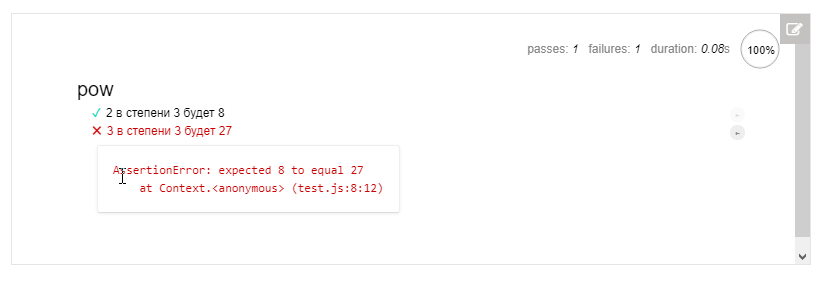 passes: 1 failures: 1 duration: 0.08s 100%
pow
✓ 2 в степени 3 будет 8
✕ 3 в степени 3 будет 27
AssertionError: expected 8 to equal 27
at Context.<anonymous> (test.js:8:12)